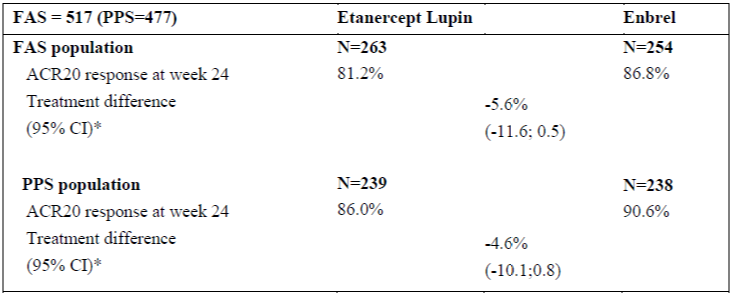 FAS = 517 (PPS=477) Etanercept Lupin Enbrel
FAS population N=263 N=254
ACR20 response at week 24 81.2% 86.8%
Treatment difference -5.6%
(95% CI)* (-11.6; 0.5)
PPS population N=239 N=238
ACR20 response at week 24 86.0% 90.6%
Treatment difference -4.6%
(95% CI)* (-10.1;0.8)